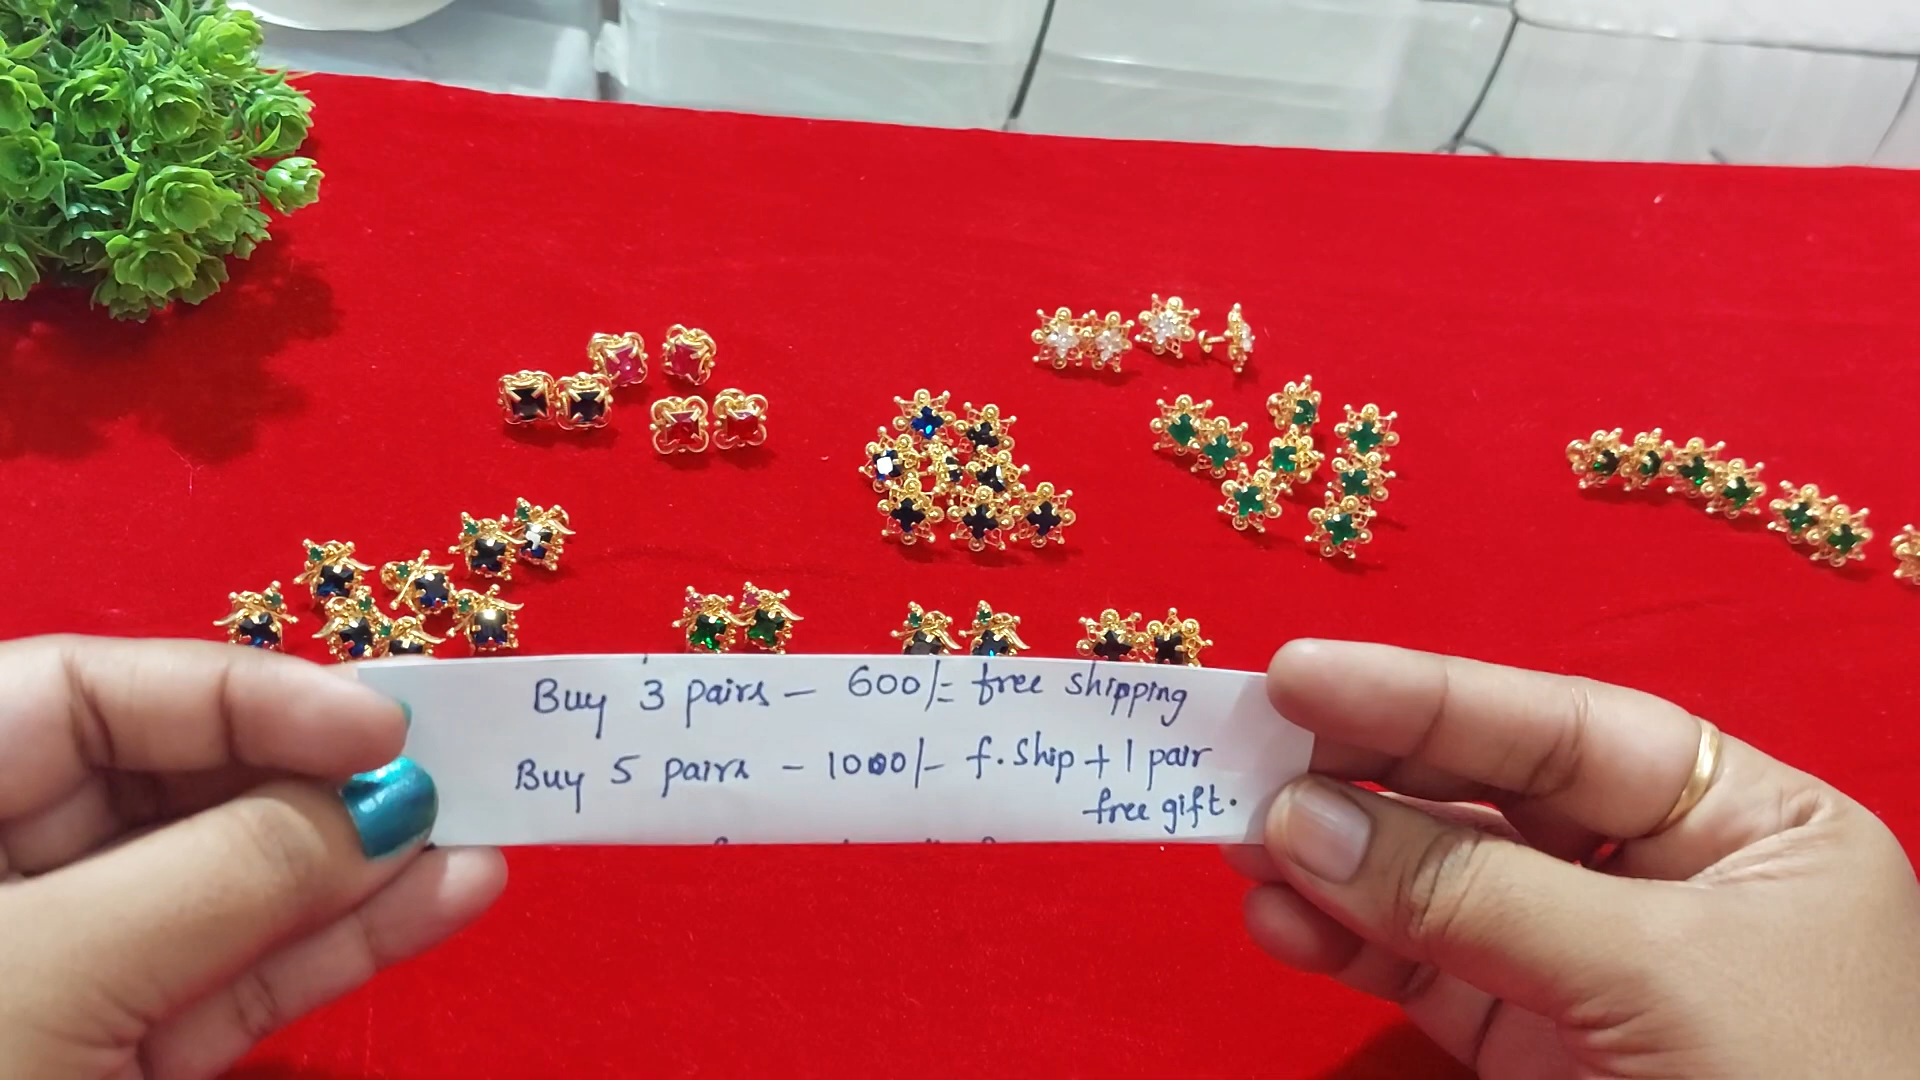 Buy 3 pairs – 600/= free shipping
Buy 5 pairs – 1000/– f.ship + 1 pair
free gift.